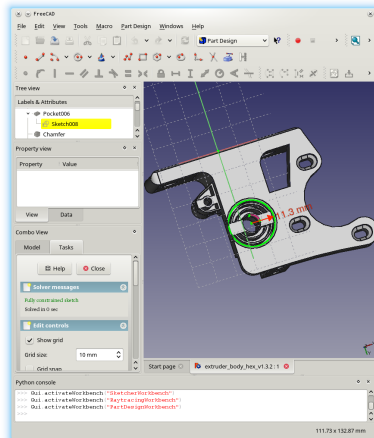 FreeCAD
File Edit View Tools Macro Part Design Windows Help
Part Design
Tree view
Labels & Attributes
Pocket006
Sketch008
Chamfer
Property view
Property Value
View Data
Combo View
Model Tasks
Help Close
Solver messages
Fully constrained sketch
Solved in 0 sec
Edit controls
Show grid
Grid size: 10 mm
Grid snap
11.3 mm
Start page
extruder_body_hex_v1.3.2 : 1
Python console
>>> Gui.activateWorkbench("SketcherWorkbench")
>>> Gui.activateWorkbench("RaytracingWorkbench")
>>> Gui.activateWorkbench("PartDesignWorkbench")
>>>
111.73 x 132.87 mm